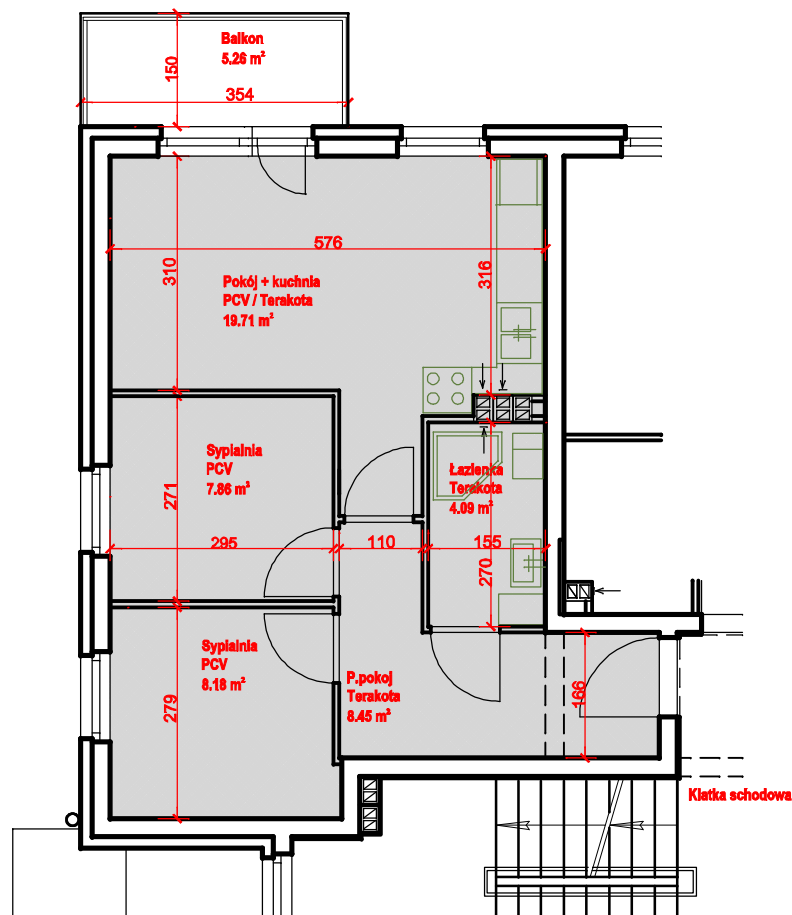 Balkon
5.26 m²
150
354
576
310
316
Pokój + kuchnia
PCV / Terakota
19.71 m²
Sypialnia
PCV
7.86 m²
Łazienka
Terakota
4.09 m²
271
295
110
155
270
Sypialnia
PCV
8.18 m²
P.pokoj
Terakota
8.45 m²
279
166
Klatka schodowa